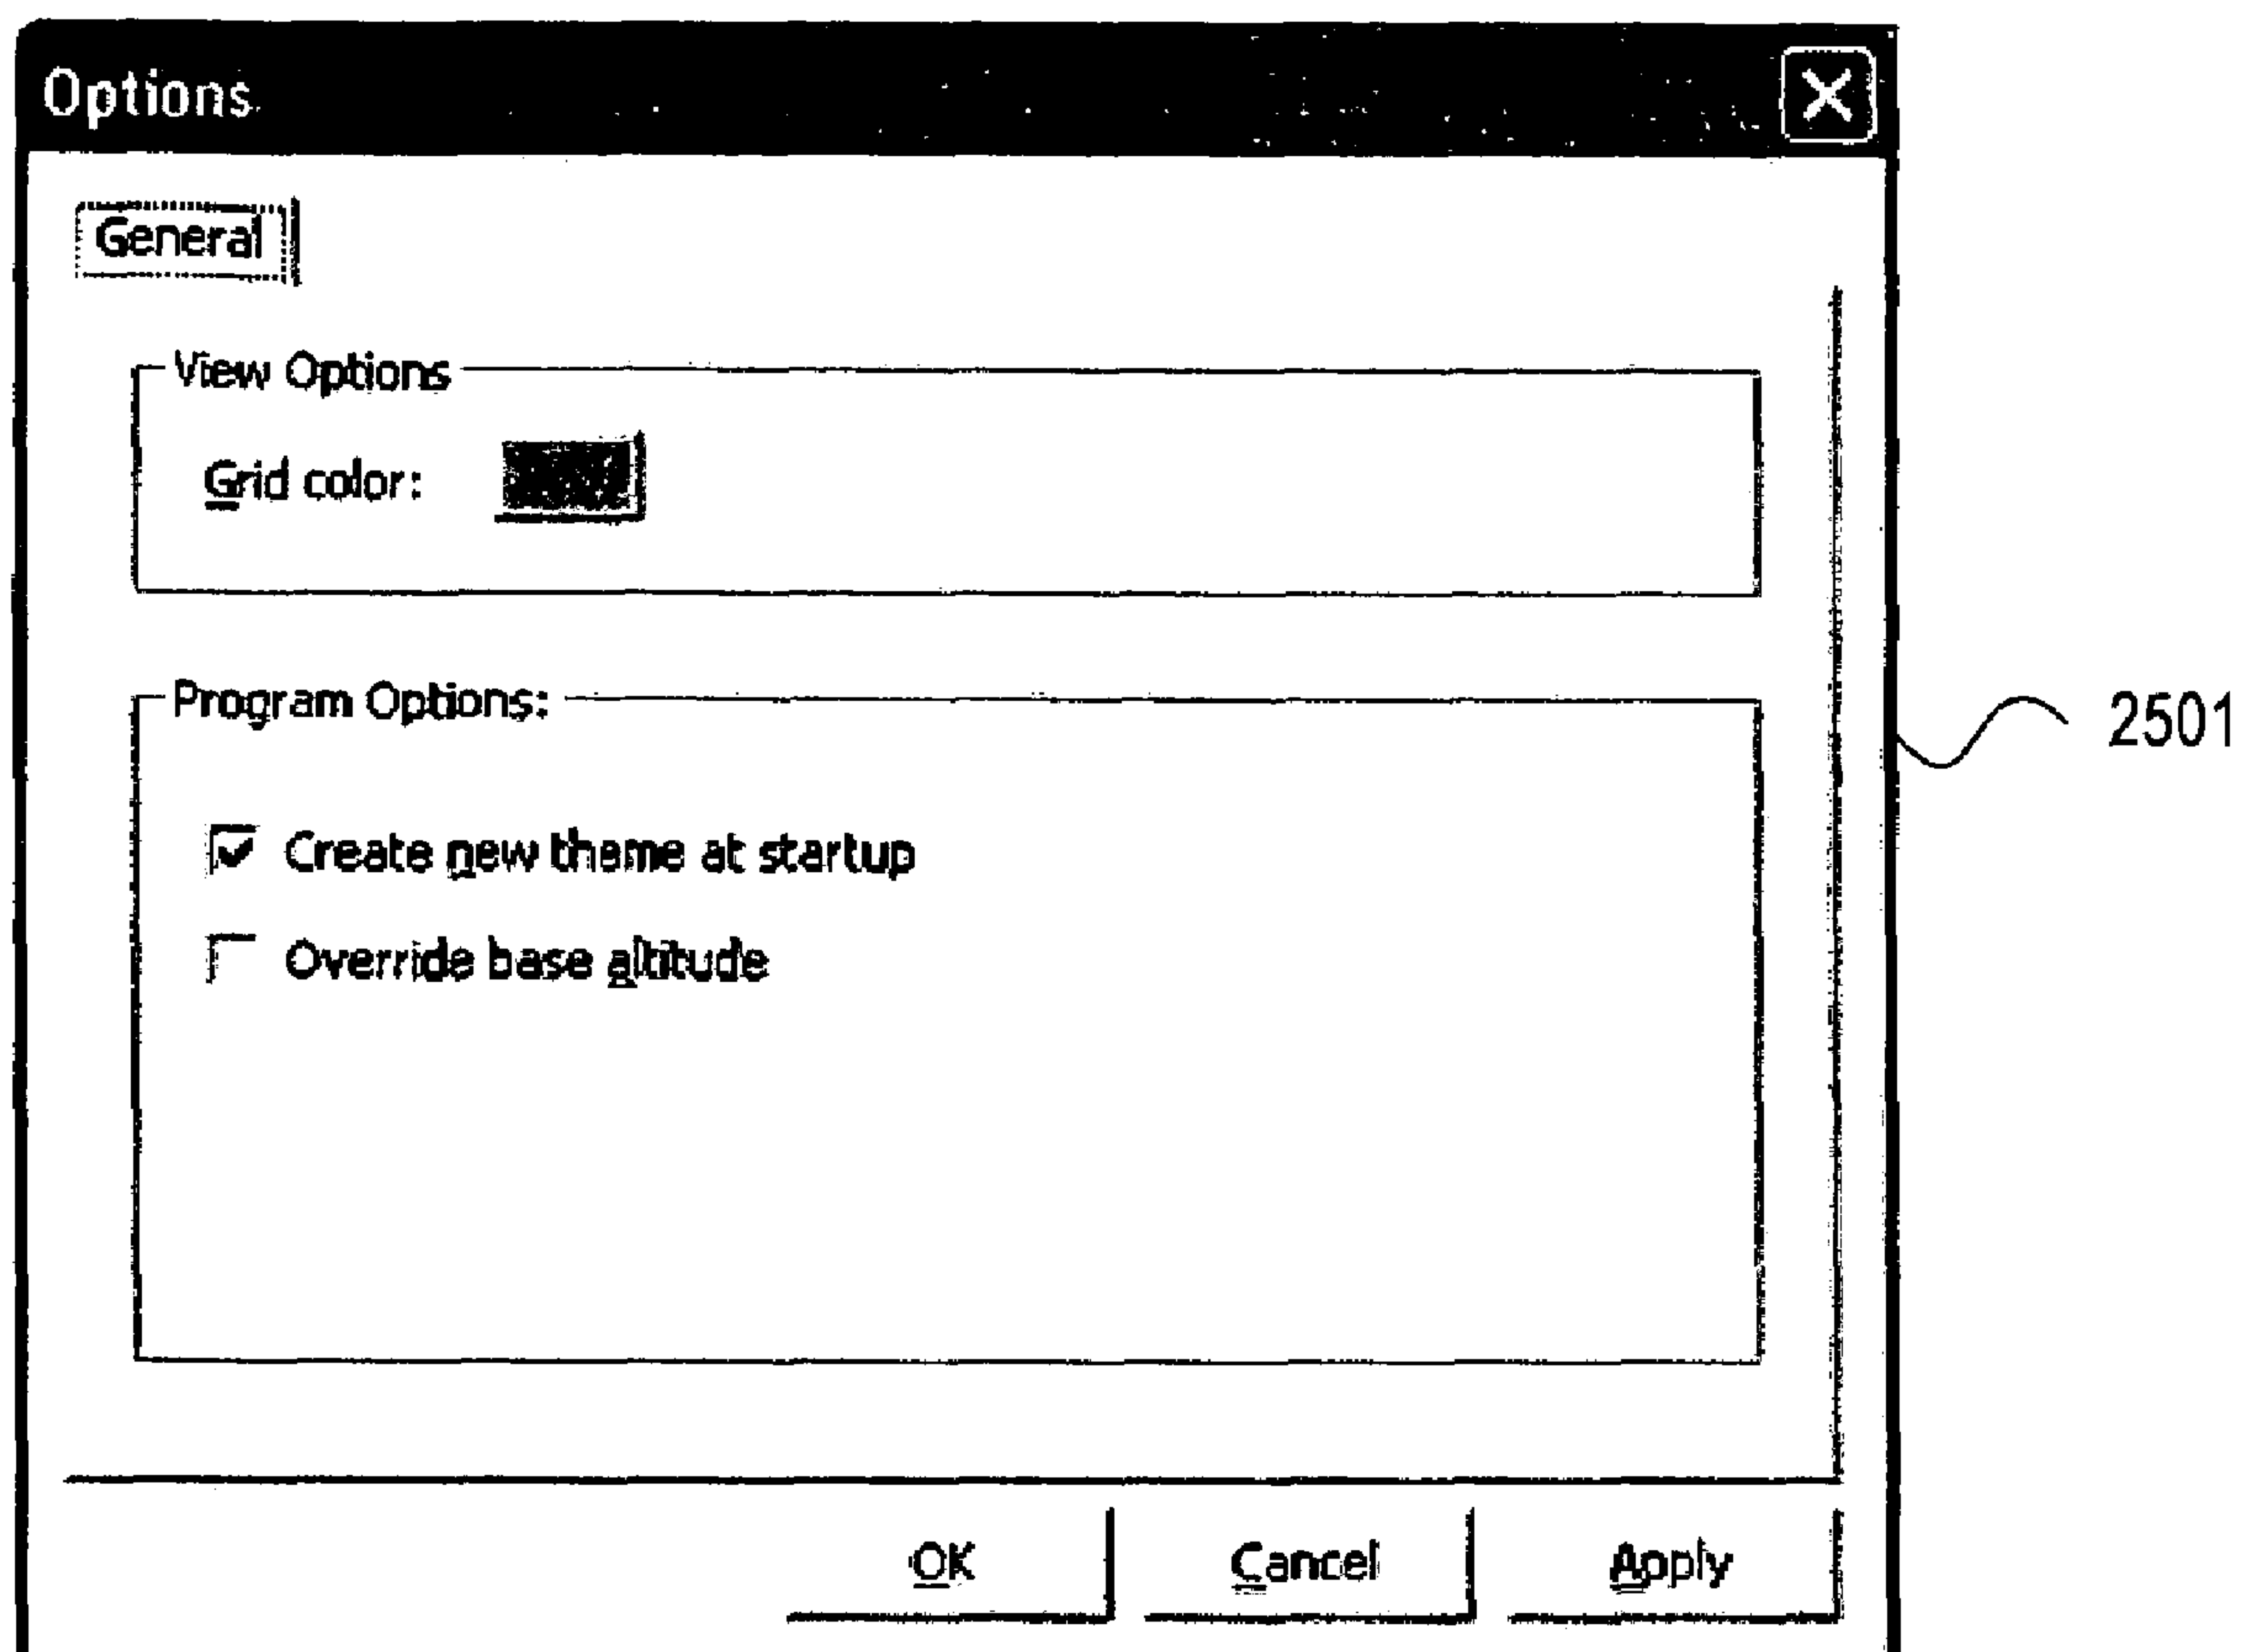 Options
General
View Options
Grid color:
Program Options:
2501
Create new theme at startup
Override base altitude
OK Cancel Apply